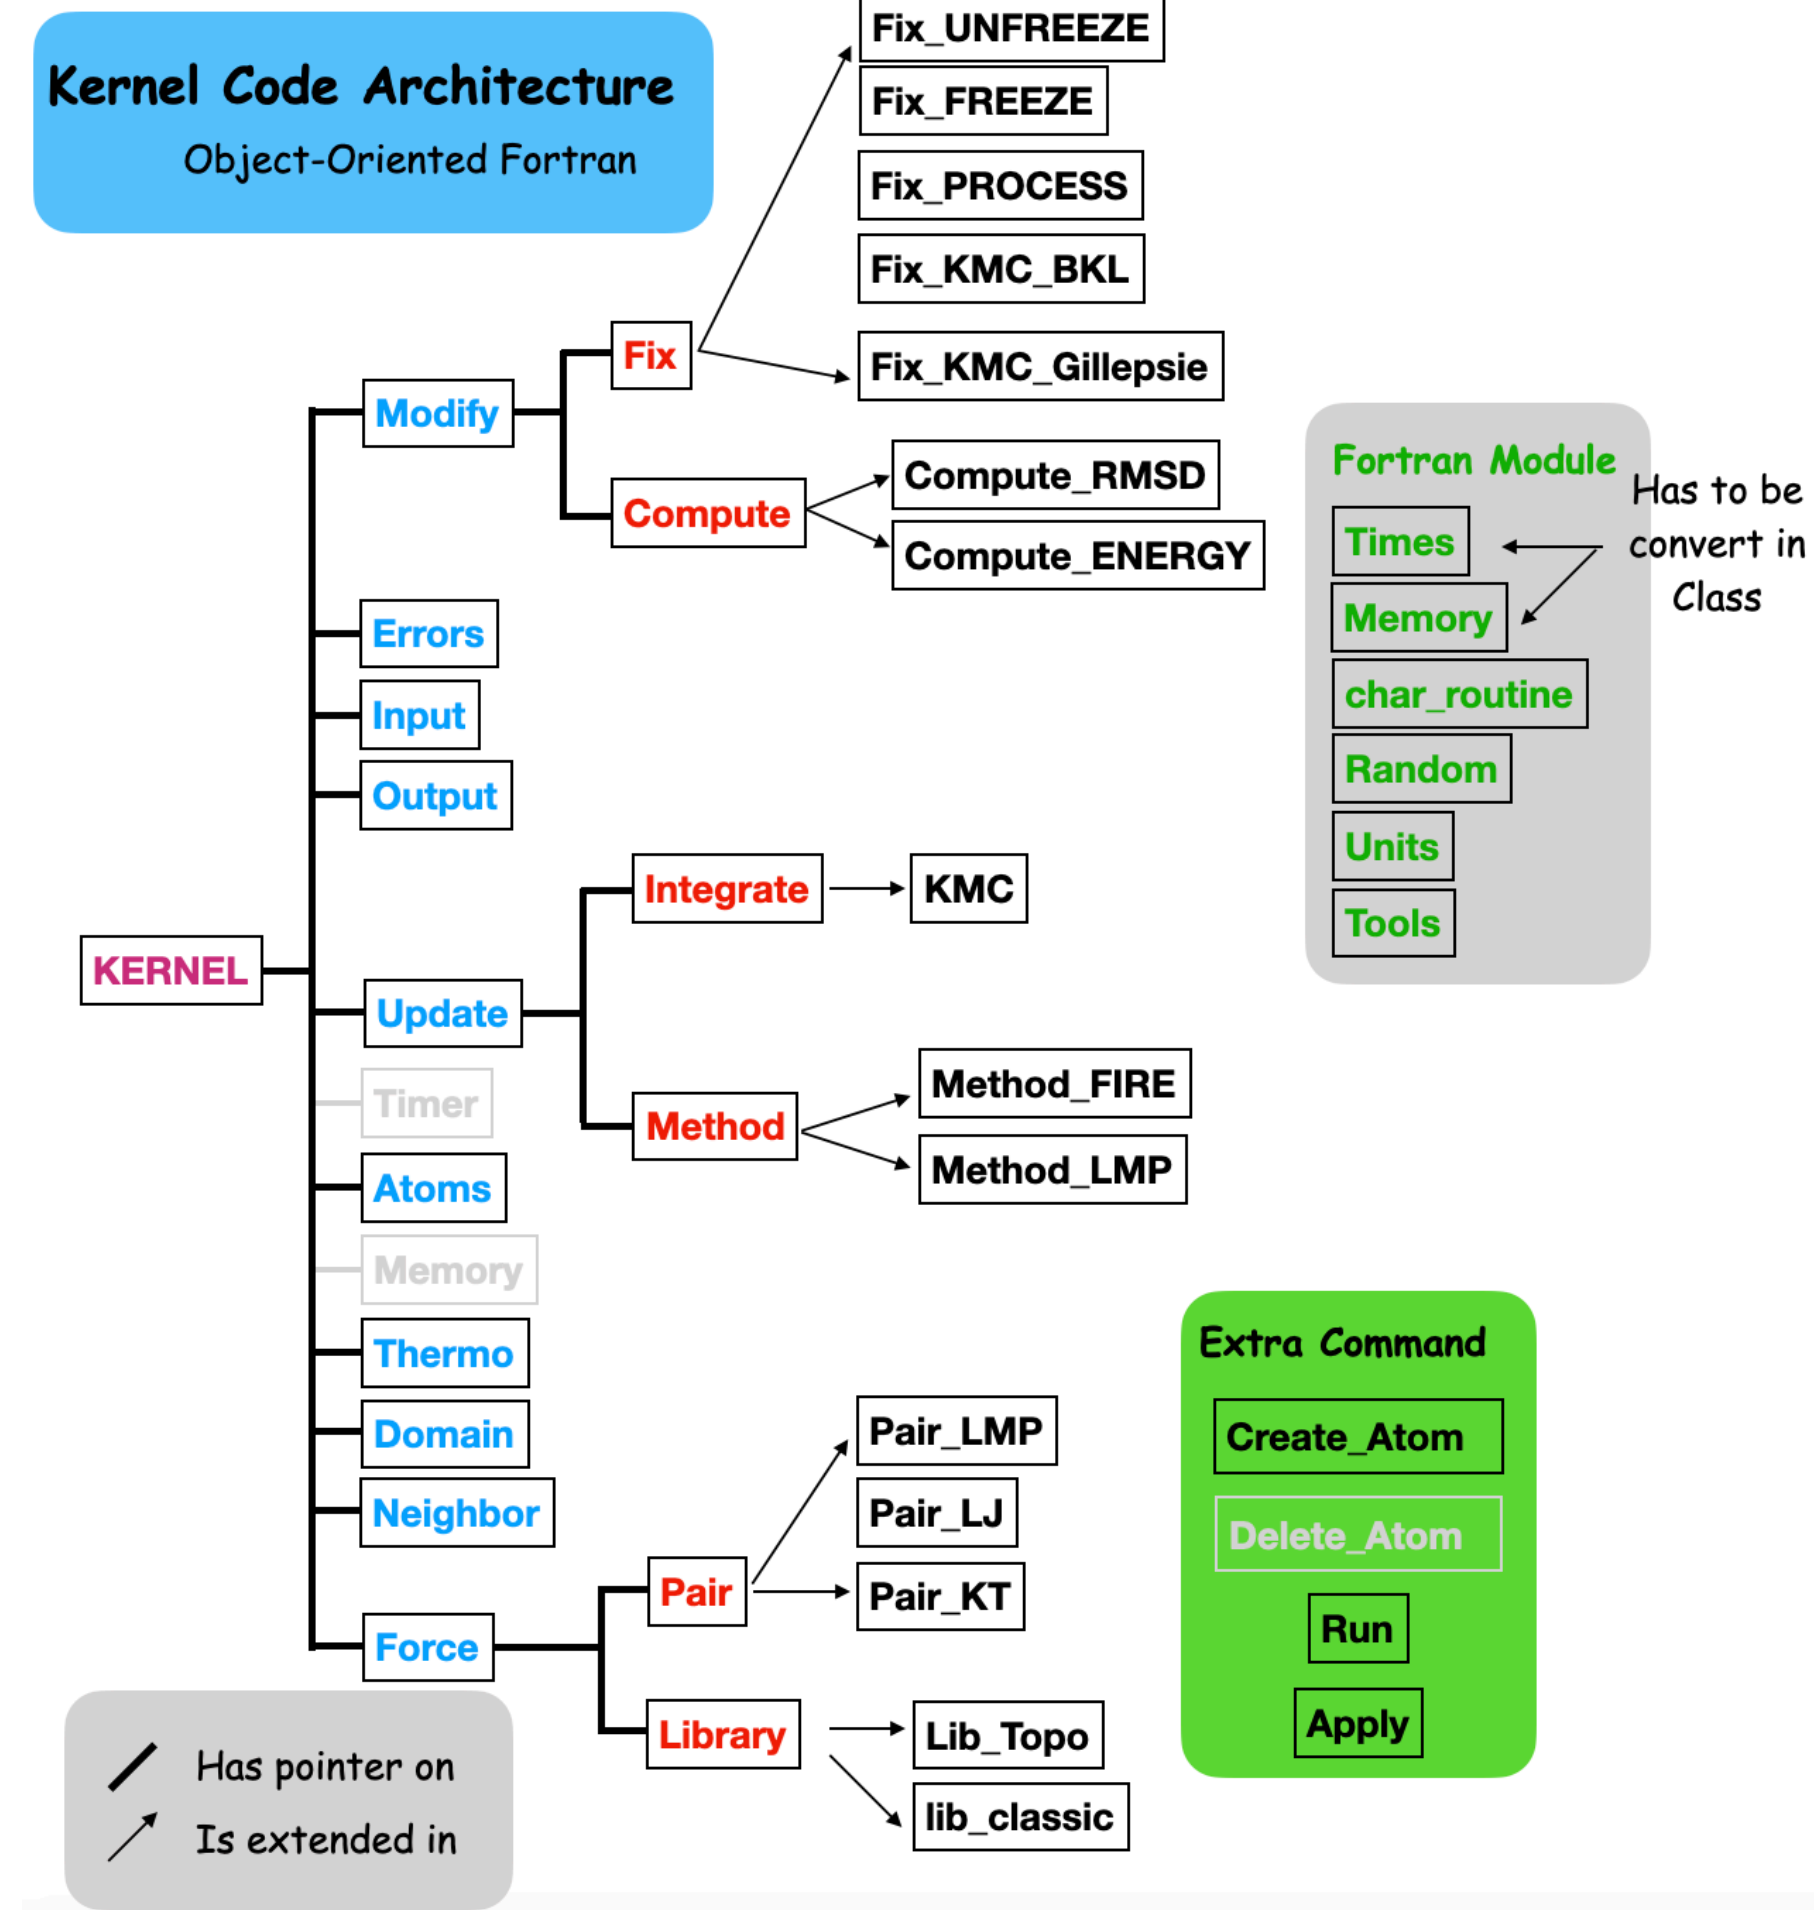 Kernel Code Architecture
Object-Oriented Fortran
Fix_UNFREEZE
Fix_FREEZE
Fix_PROCESS
Fix_KMC_BKL
Fix_KMC_Gillepsie
Fix
Modify
Compute
Compute_RMSD
Compute_ENERGY
Fortran Module
Has to be
convert in
Class
Times
Memory
char_routine
Random
Units
Tools
Errors
Input
Output
Integrate
KMC
KERNEL
Update
Method
Method_FIRE
Method_LMP
Timer
Atoms
Memory
Thermo
Domain
Neighbor
Force
Pair
Pair_LMP
Pair_LJ
Pair_KT
Library
Lib_Topo
lib_classic
Extra Command
Create_Atom
Delete_Atom
Run
Apply
Has pointer on
Is extended in